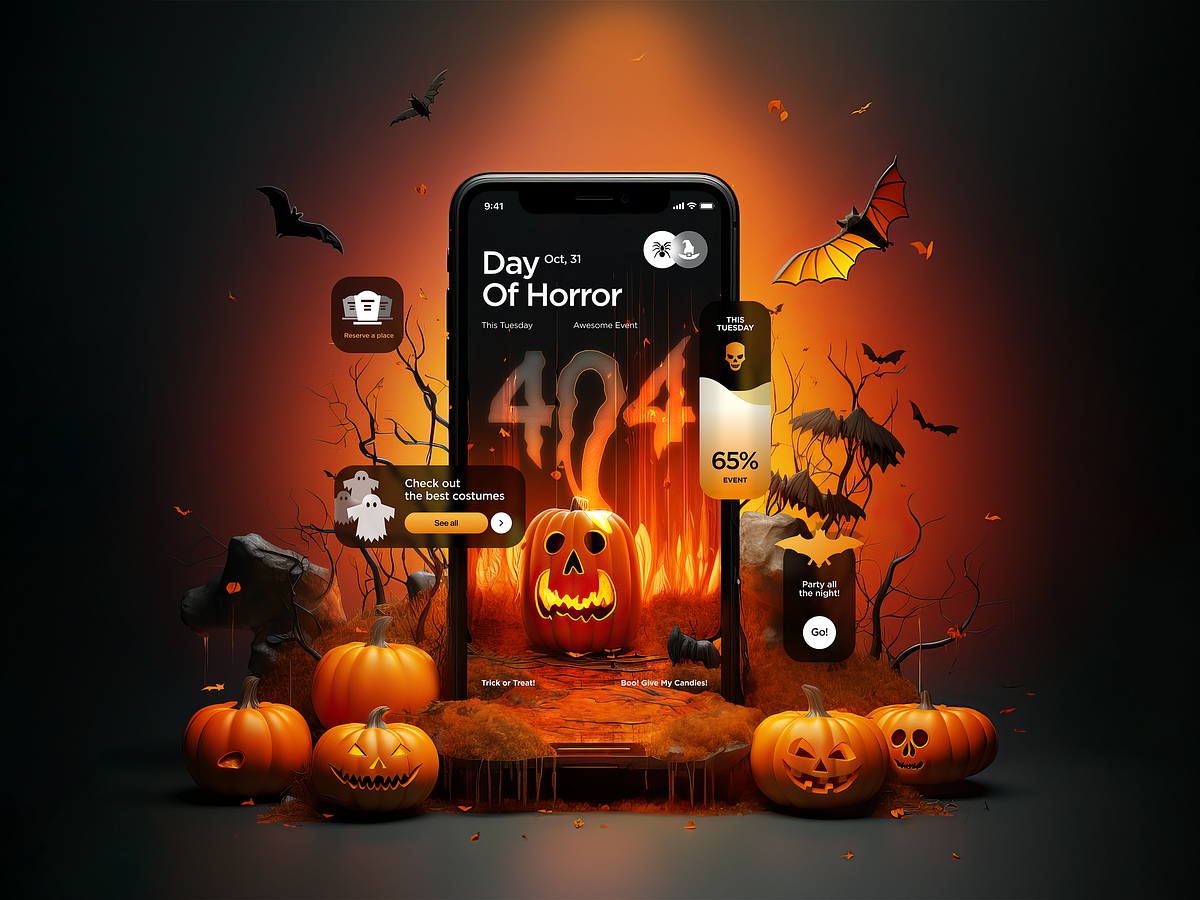 9:41
Day Oct, 31
Of Horror
This Tuesday
Awesome Event
404
Reserve a place
THIS
TUESDAY
65%
EVENT
Check out
the best costumes
See all
Party all
the night!
Go!
Trick or Treat!
Boo! Give My Candies!